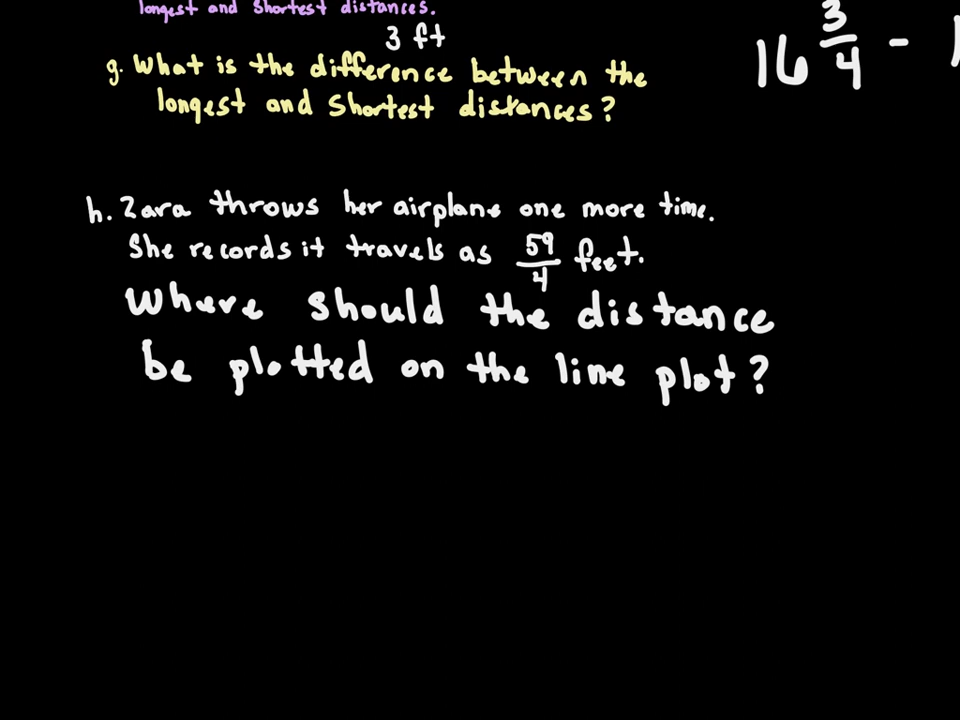 longest and shortest distances.
3 ft
g. What is the difference between the
longest and shortest distances?
16 3/4 -
h. Zara throws her airplane one more time.
She records it travels as 59/4 feet.
Where should the distance
be plotted on the line plot?